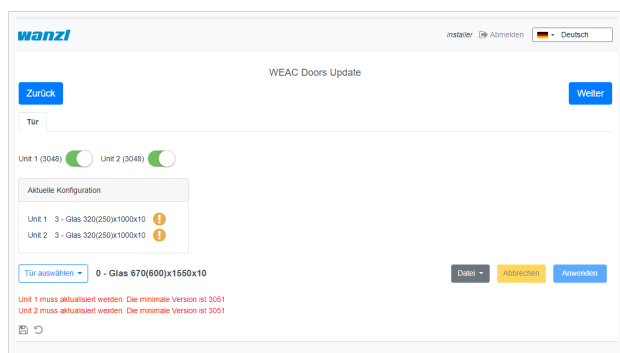 wanzl
installer Abmelden Deutsch
WEAC Doors Update
Zurück Weiter
Tür
Unit 1 (3048) Unit 2 (3048)
Aktuelle Konfiguration
Unit 1 3 - Glas 320(250)x1000x10
Unit 2 3 - Glas 320(250)x1000x10
Tür auswählen 0 - Glas 670(600)x1550x10 Datei Abbrechen Anwenden
Unit 1 muss aktualisiert werden. Die minimale Version ist 3051
Unit 2 muss aktualisiert werden. Die minimale Version ist 3051